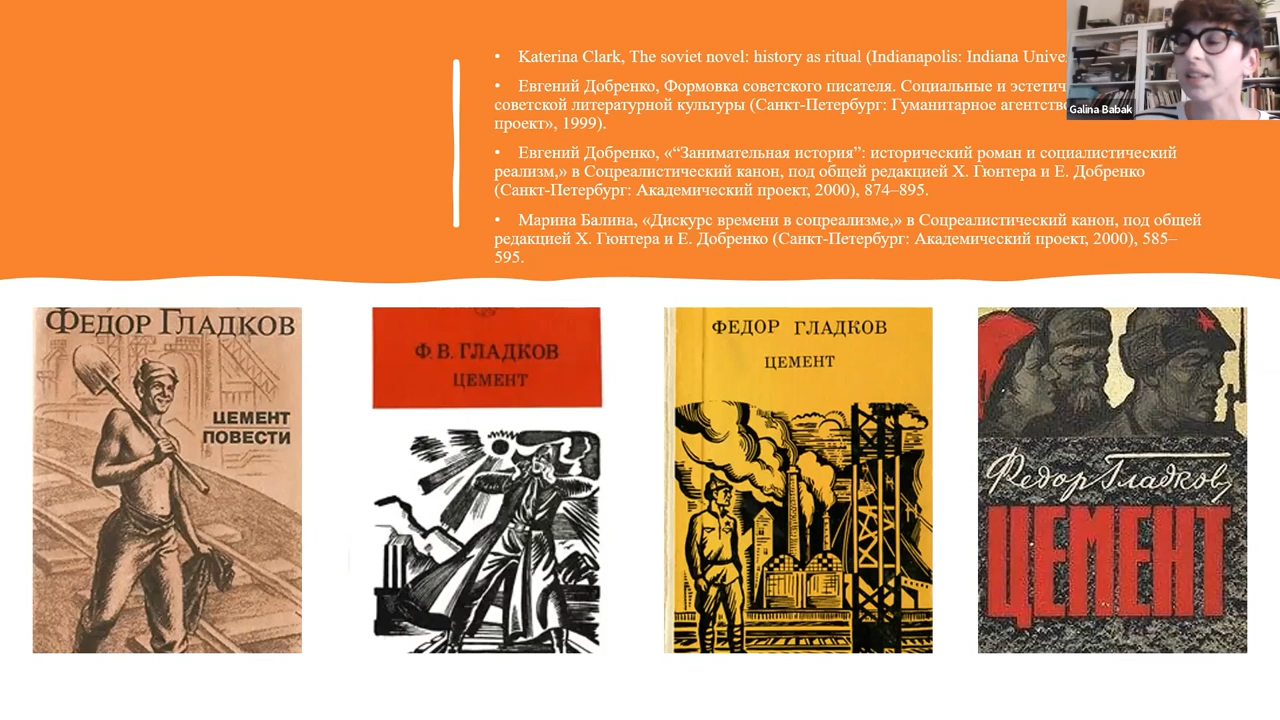 • Katerina Clark, The soviet novel: history as ritual (Indianapolis: Indiana
• Евгений Добренко, Формовка советского писателя. Социальные и
советской литературной культуры (Санкт-Петербург: Гуманитарное
проект», 1999).
• Евгений Добренко, «“Занимательная история”: исторический роман и социалистический
реализм,» в Соцреалистический канон, под общей редакцией Х. Гюнтера и Е. Добренко
(Санкт-Петербург: Академический проект, 2000), 874–895.
• Марина Балина, «Дискурс времени в соцреализме,» в Соцреалистический канон, под общей
редакцией Х. Гюнтера и Е. Добренко (Санкт-Петербург: Академический проект, 2000), 585–
595.
Galina Babak
ФЕДОР ГЛАДКОВ
ЦЕМЕНТ
ПОВЕСТИ
Ф. В. ГЛАДКОВ
ЦЕМЕНТ
ФЕДОР ГЛАДКОВ
ЦЕМЕНТ
Федор Гладков
ЦЕМЕНТ